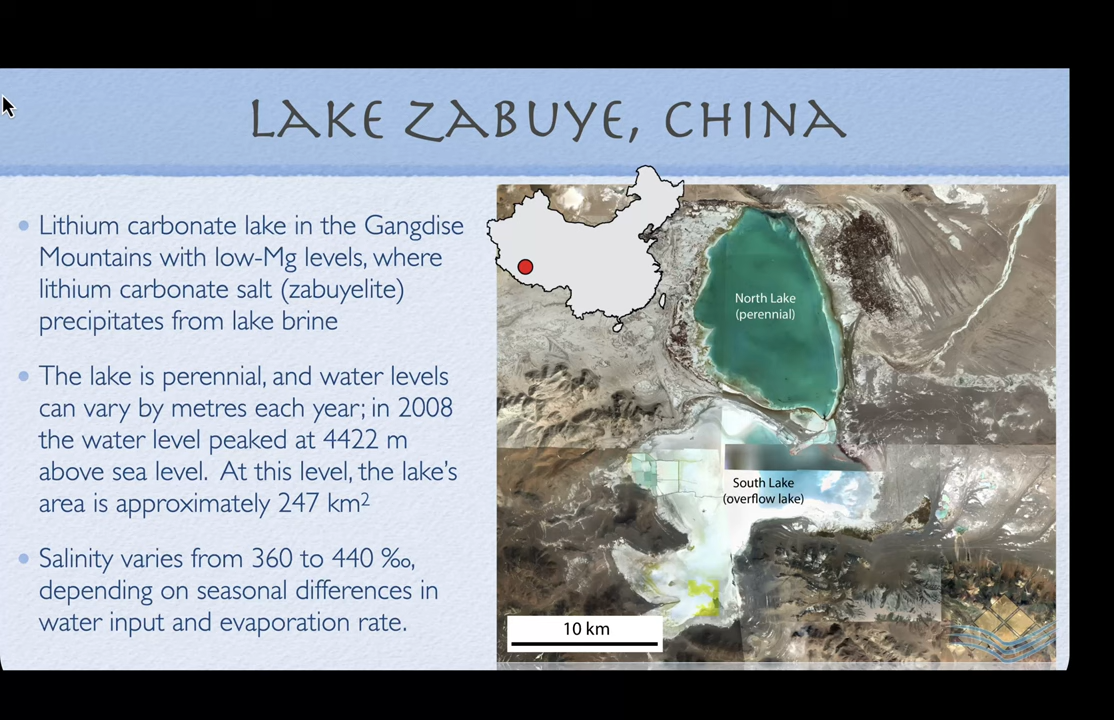 LAKE ZABUYE, CHINA
• Lithium carbonate lake in the Gangdise
Mountains with low-Mg levels, where
lithium carbonate salt (zabuyelite)
precipitates from lake brine
• The lake is perennial, and water levels
can vary by metres each year; in 2008
the water level peaked at 4422 m
above sea level. At this level, the lake's
area is approximately 247 km²
• Salinity varies from 360 to 440 ‰,
depending on seasonal differences in
water input and evaporation rate.
North Lake
(perennial)
South Lake
(overflow lake)
10 km